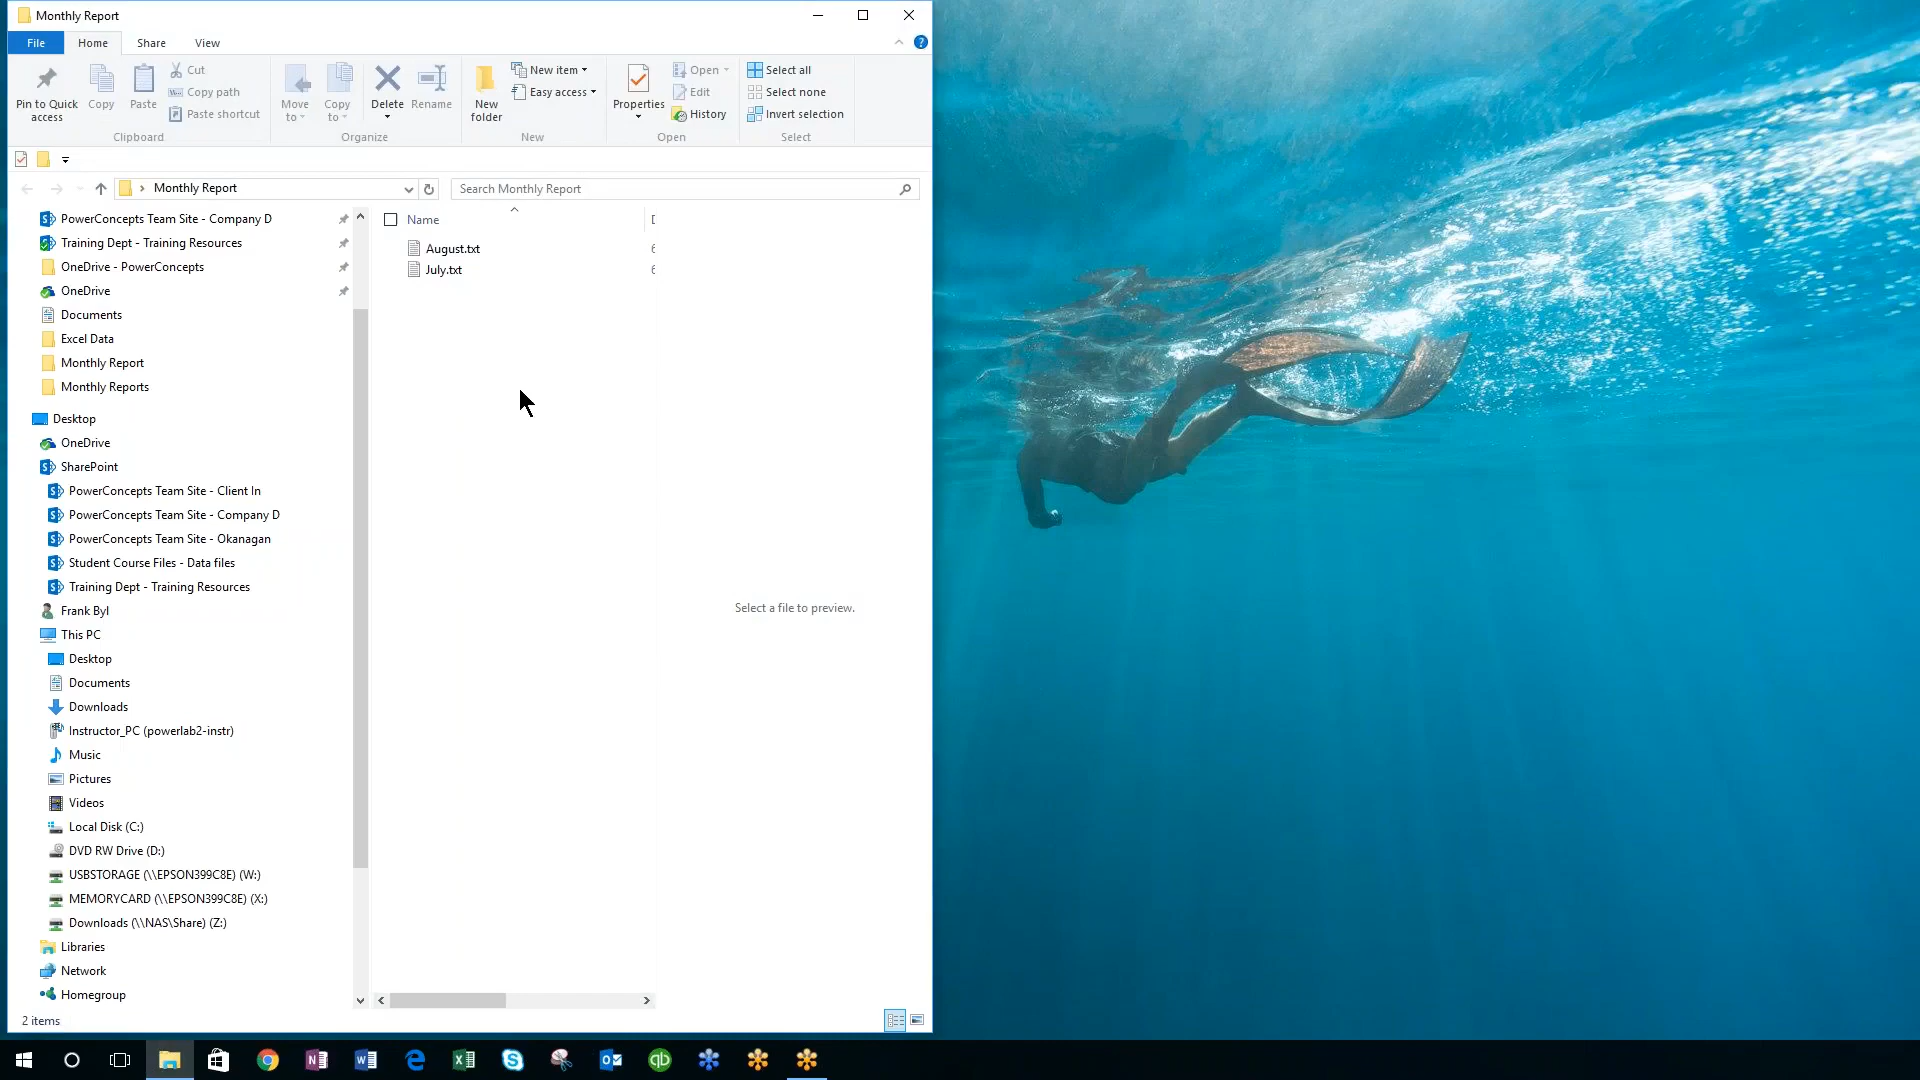 Monthly Report
File Home Share View
Pin to Quick access
Copy
Paste
Cut
Copy path
Paste shortcut
Clipboard
Move to
Copy to
Delete
Rename
Organize
New folder
New item
Easy access
New
Properties
Open
Edit
History
Open
Select all
Select none
Invert selection
Select
Monthly Report
Search Monthly Report
PowerConcepts Team Site - Company D
Training Dept - Training Resources
OneDrive - PowerConcepts
OneDrive
Documents
Excel Data
Monthly Report
Monthly Reports
Desktop
OneDrive
SharePoint
PowerConcepts Team Site - Client In
PowerConcepts Team Site - Company D
PowerConcepts Team Site - Okanagan
Student Course Files - Data files
Training Dept - Training Resources
Frank Byl
This PC
Desktop
Documents
Downloads
Instructor_PC (powerlab2-instr)
Music
Pictures
Videos
Local Disk (C:)
DVD RW Drive (D:)
USBSTORAGE (\\EPSON399C8E) (W:)
MEMORYCARD (\\EPSON399C8E) (X:)
Downloads (\\NAS\Share) (Z:)
Libraries
Network
Homegroup
Name
August.txt
July.txt
Select a file to preview.
2 items